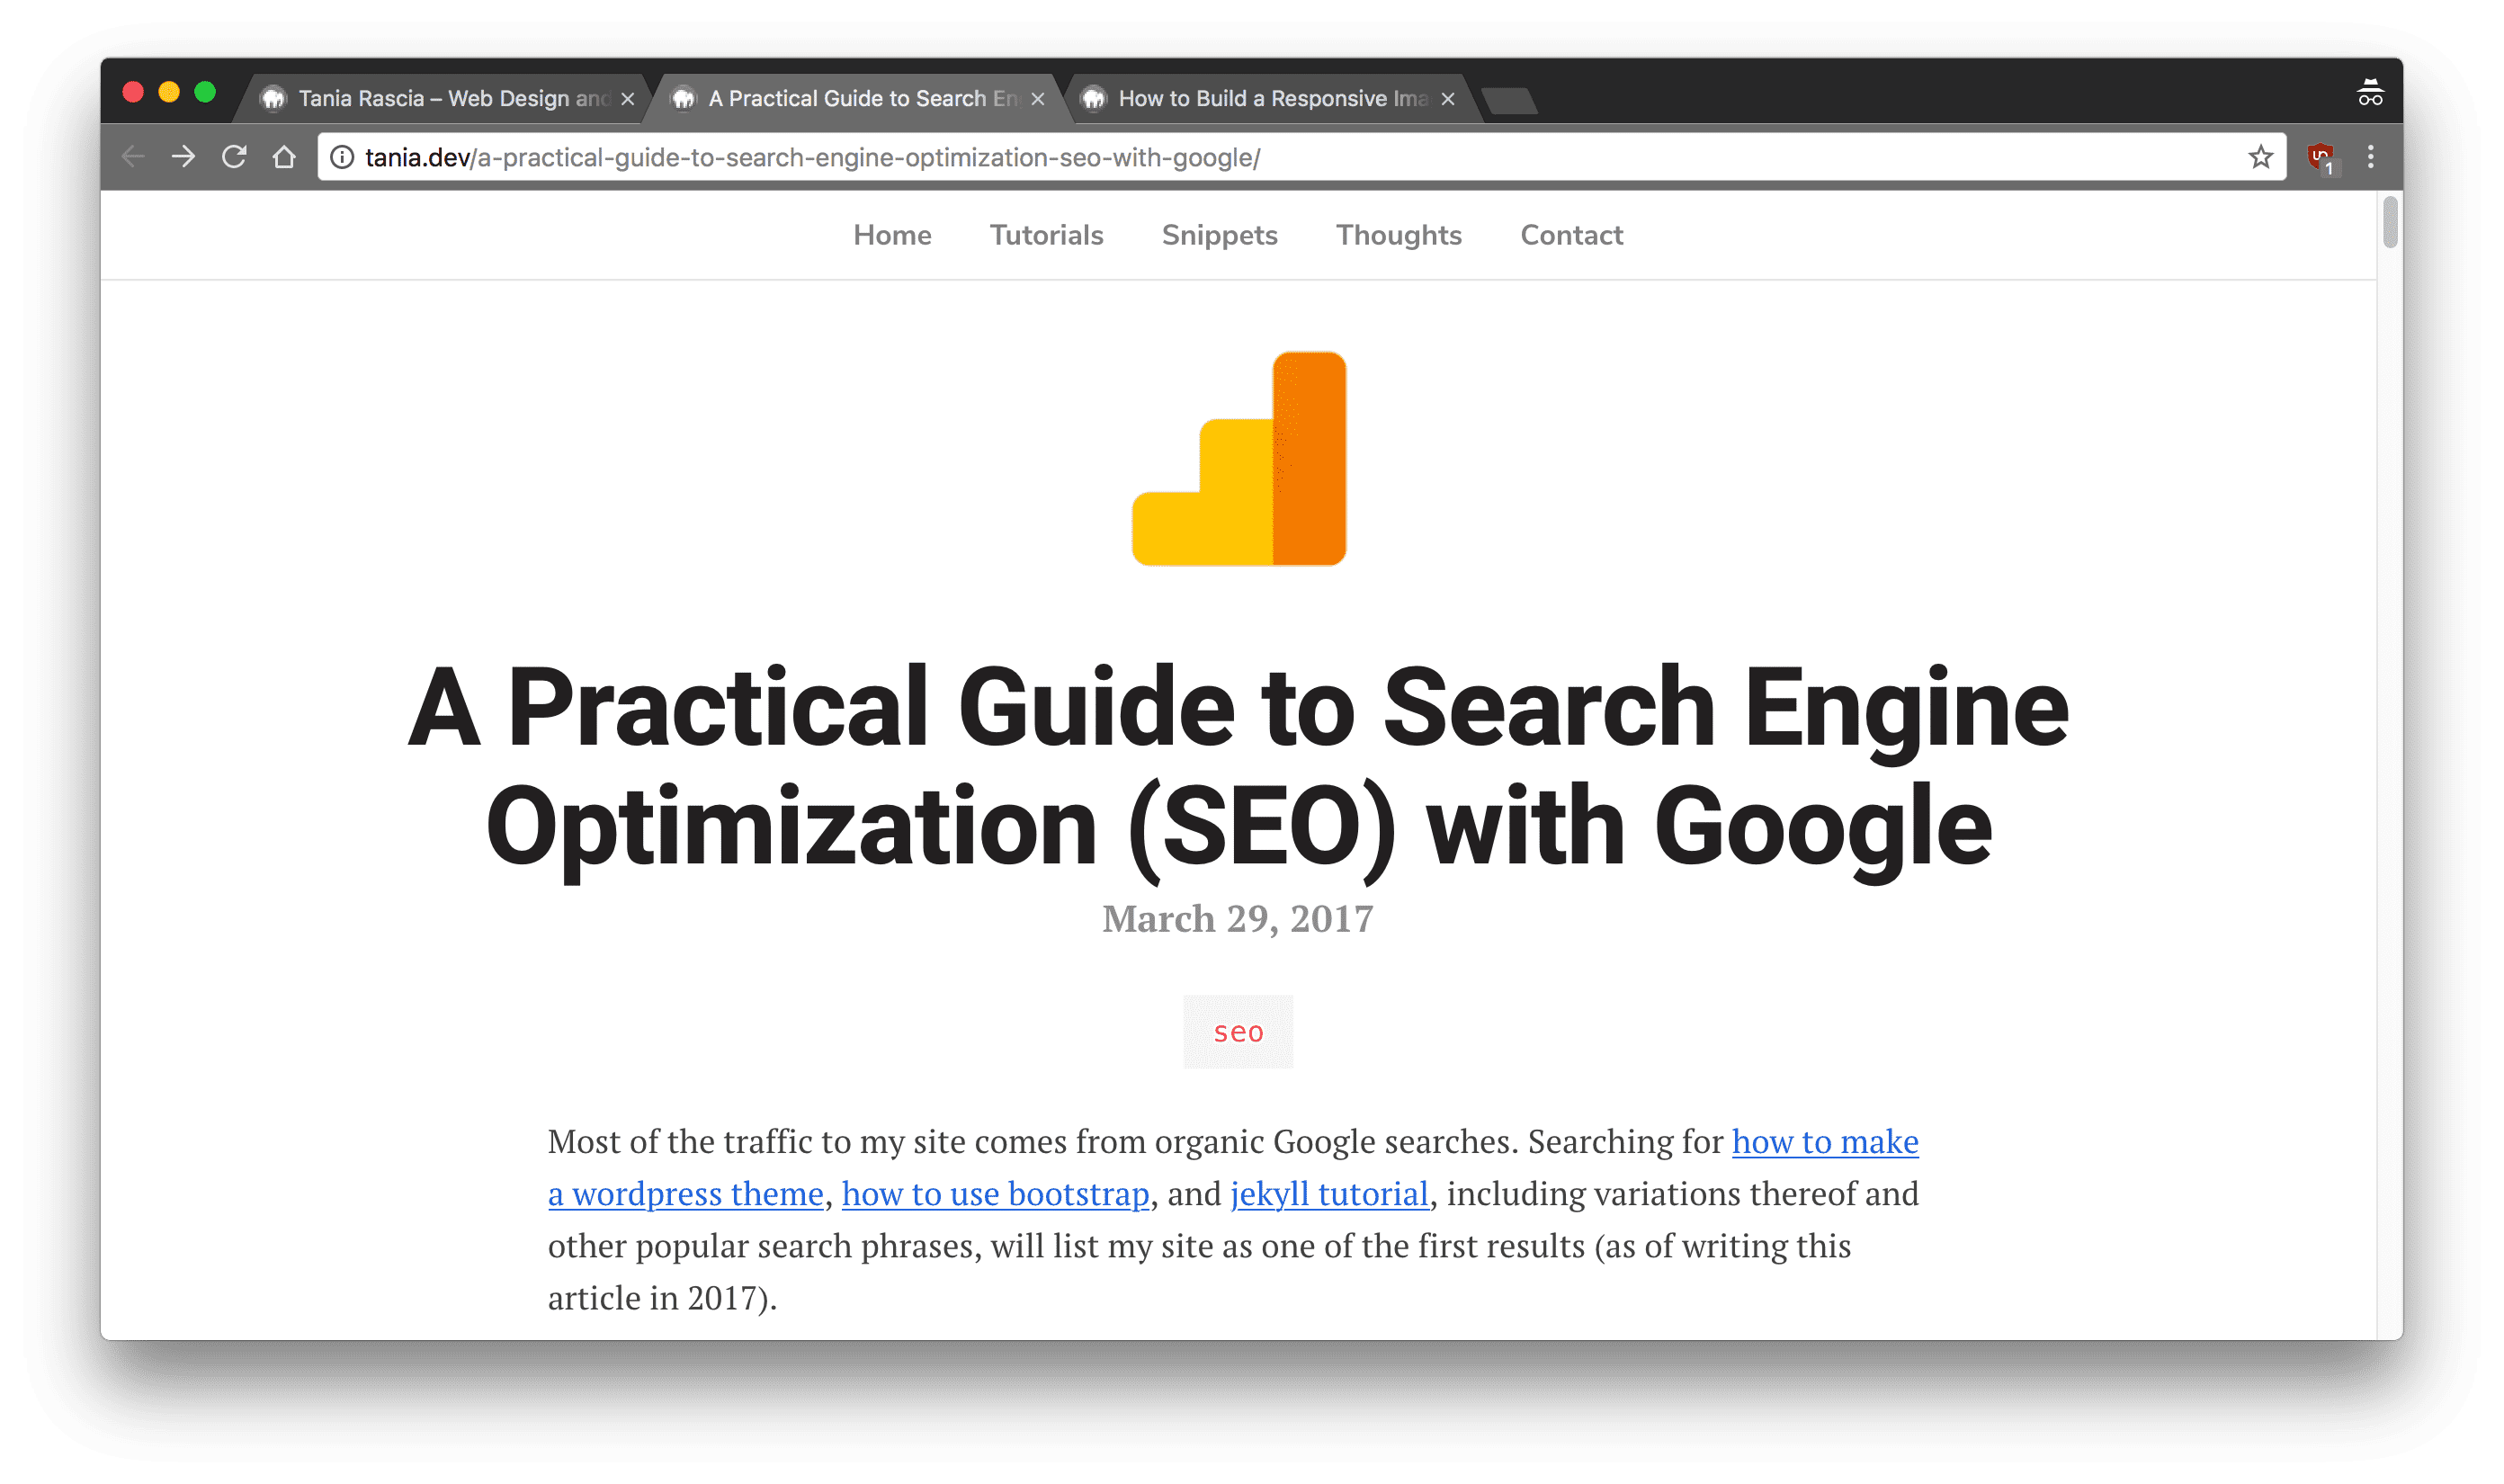 Tania Rascia – Web Design and
A Practical Guide to Search En
How to Build a Responsive Ima
tania.dev/a-practical-guide-to-search-engine-optimization-seo-with-google/
1
Home Tutorials Snippets Thoughts Contact
A Practical Guide to Search Engine
Optimization (SEO) with Google
March 29, 2017
seo
Most of the traffic to my site comes from organic Google searches. Searching for how to make
a wordpress theme, how to use bootstrap, and jekyll tutorial, including variations thereof and
other popular search phrases, will list my site as one of the first results (as of writing this
article in 2017).